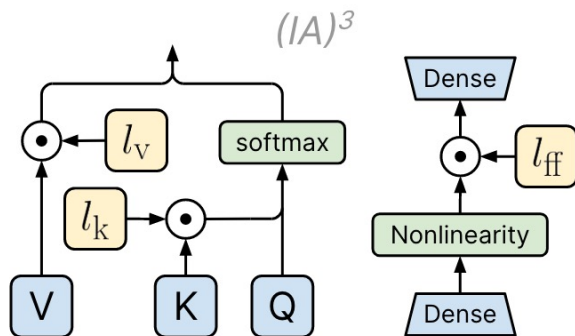 (IA)³
Dense
l_v
softmax
l_ff
l_k
Nonlinearity
V
K
Q
Dense